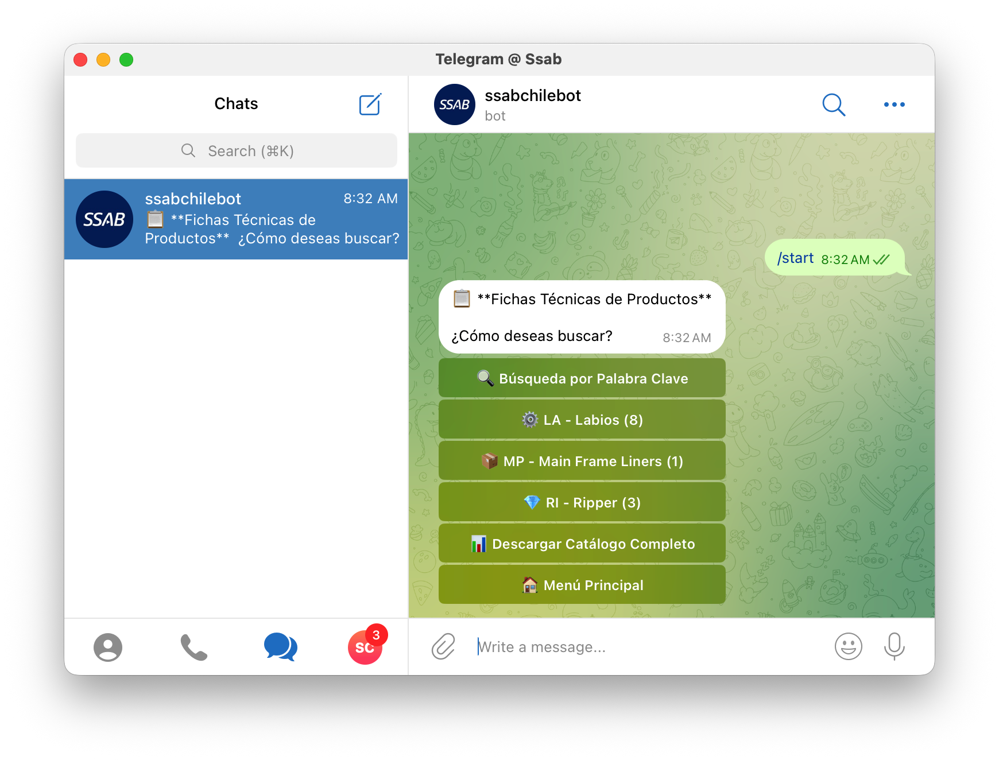 Telegram @ Ssab
Chats
Search (⌘K)
SSAB
ssabchilebot
8:32 AM
📋 **Fichas Técnicas de
Productos** ¿Cómo deseas buscar?
SC
3
SSAB
ssabchilebot
bot
/start 8:32 AM
📋 **Fichas Técnicas de Productos**
¿Cómo deseas buscar?
8:32 AM
🔍 Búsqueda por Palabra Clave
⚙️ LA - Labios (8)
📦 MP - Main Frame Liners (1)
💎 RI - Ripper (3)
📊 Descargar Catálogo Completo
🏠 Menú Principal
Write a message...